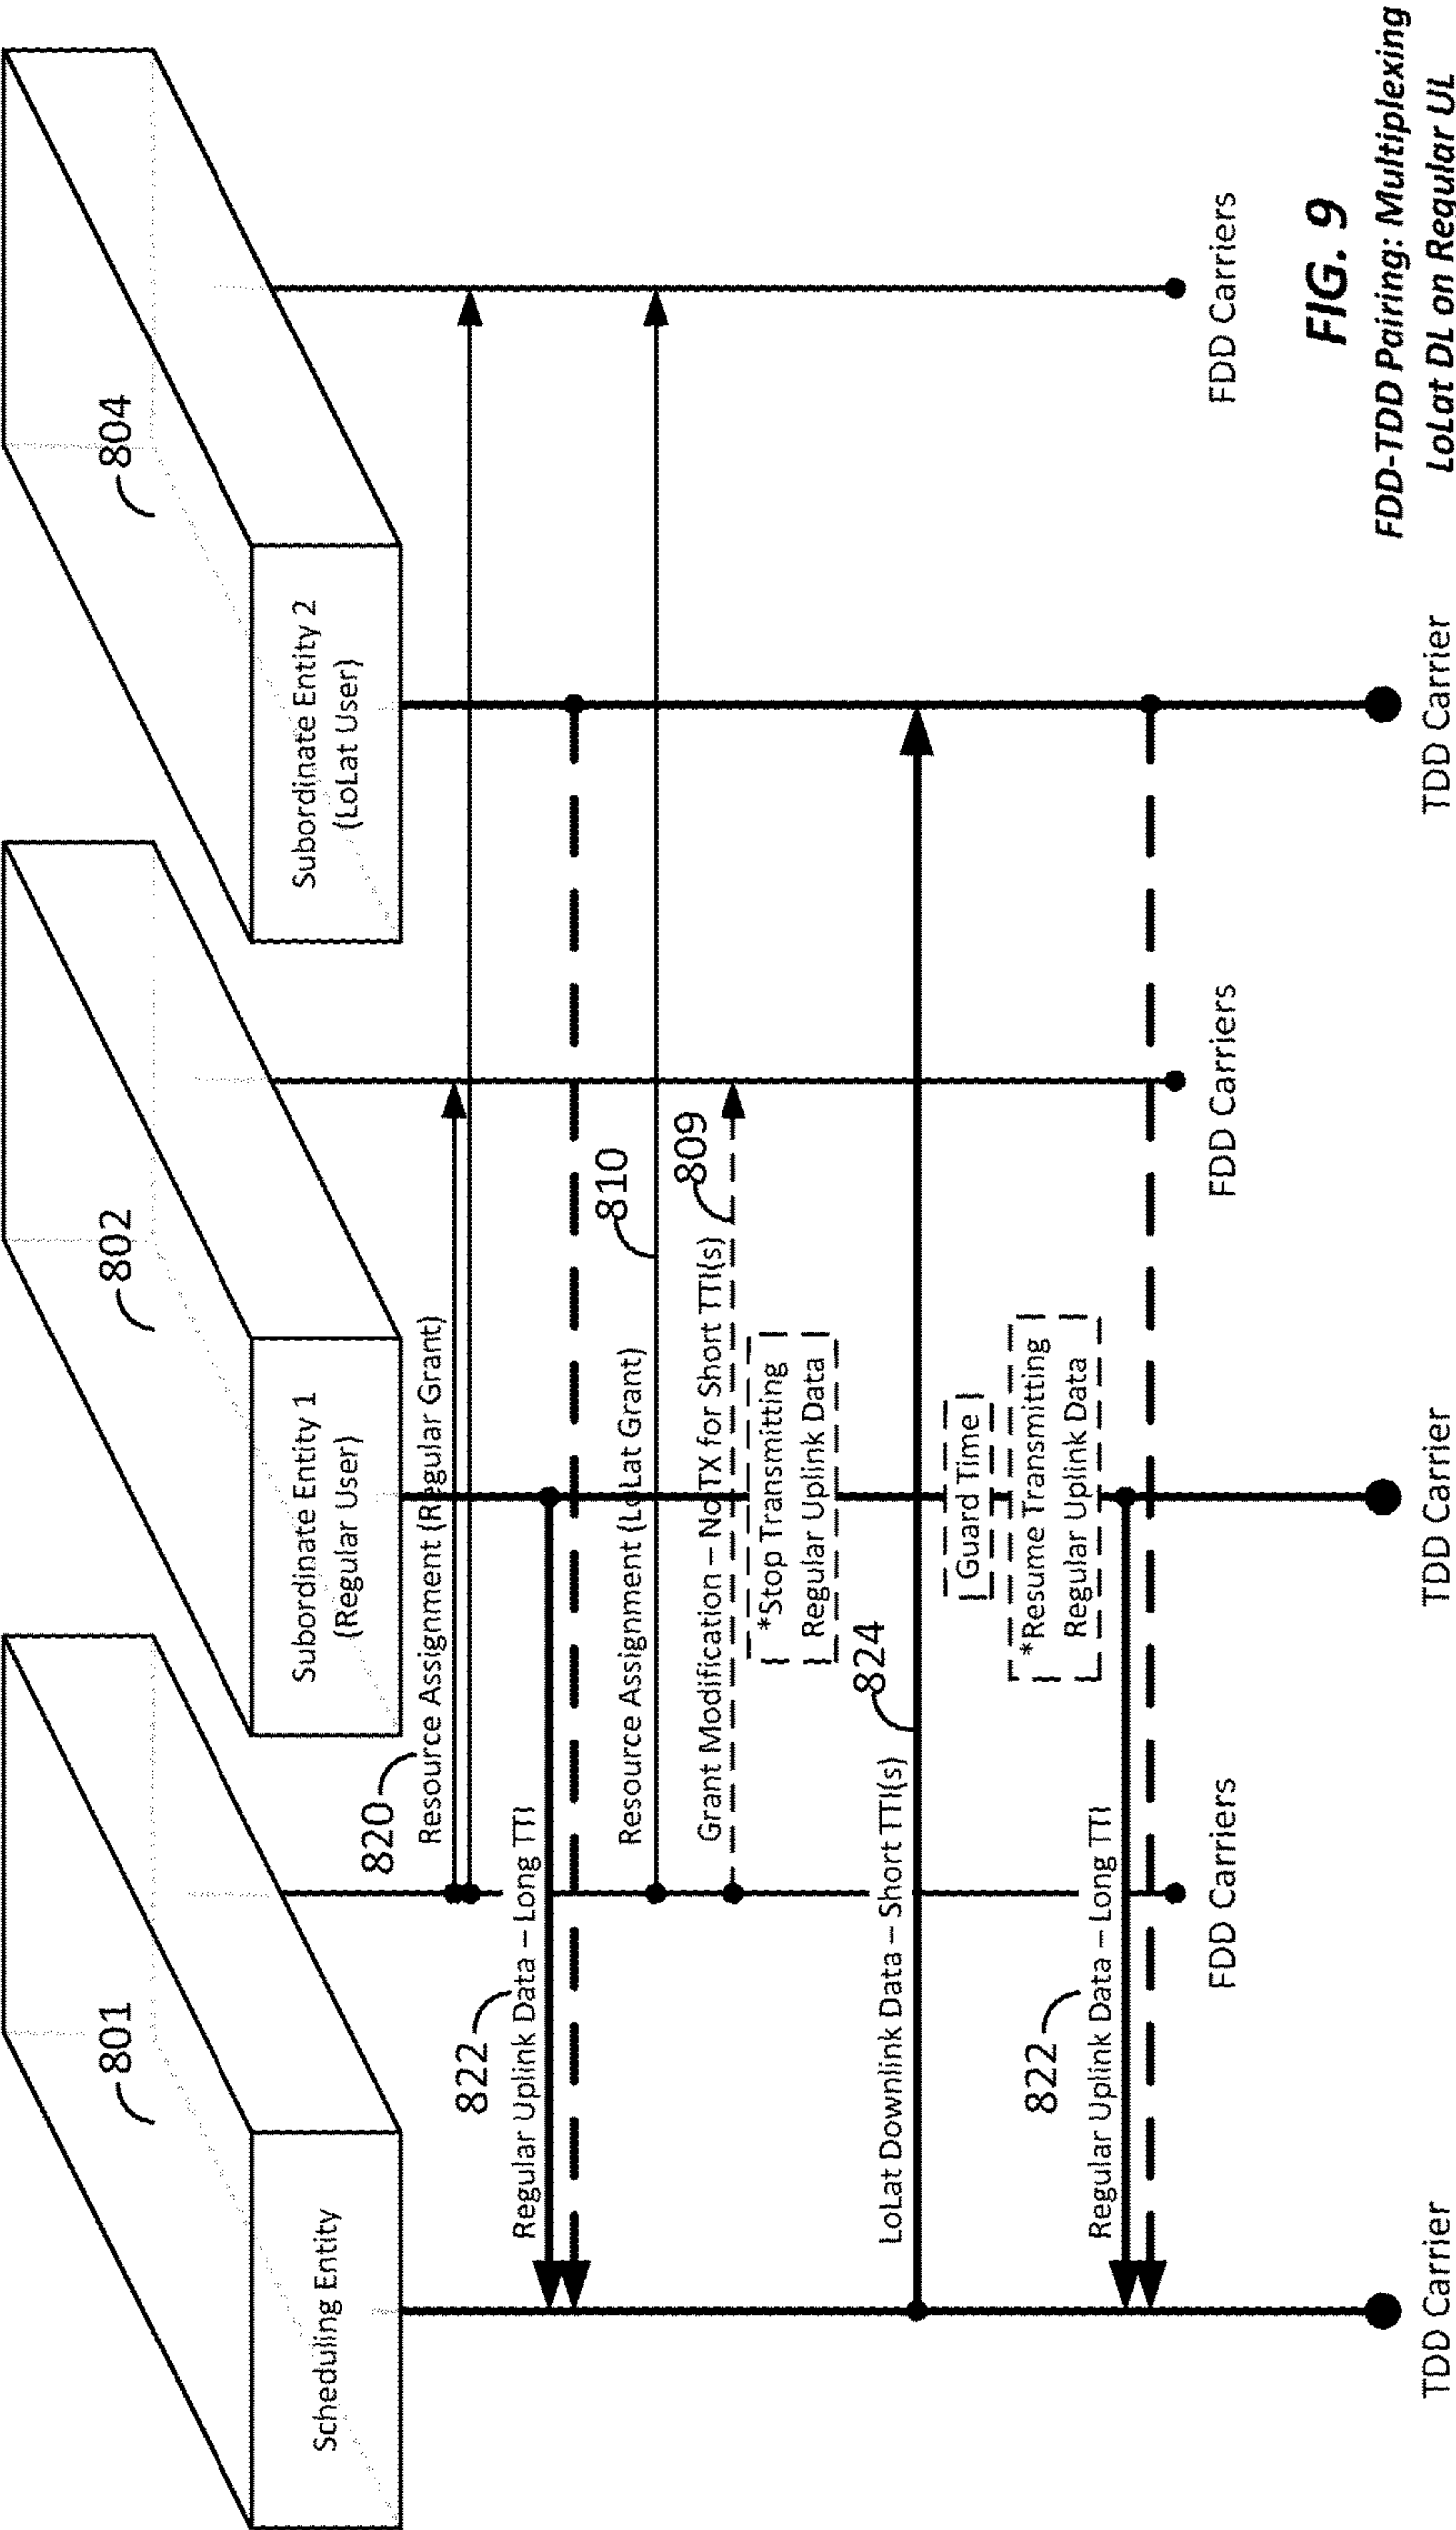 801
802
804
Scheduling Entity
Subordinate Entity 1
(Regular User)
Subordinate Entity 2
(LoLat User)
820
Resource Assignment (Regular Grant)
822
Regular Uplink Data – Long TTI
810
Resource Assignment (LoLat Grant)
809
Grant Modification – No TX for Short TTI(s)
*Stop Transmitting
Regular Uplink Data
824
LoLat Downlink Data – Short TTI(s)
Guard Time
*Resume Transmitting
Regular Uplink Data
822
Regular Uplink Data – Long TTI
FDD Carriers
FDD Carriers
FDD Carriers
TDD Carrier
TDD Carrier
TDD Carrier
FIG. 9
FDD-TDD Pairing: Multiplexing
LoLat DL on Regular UL